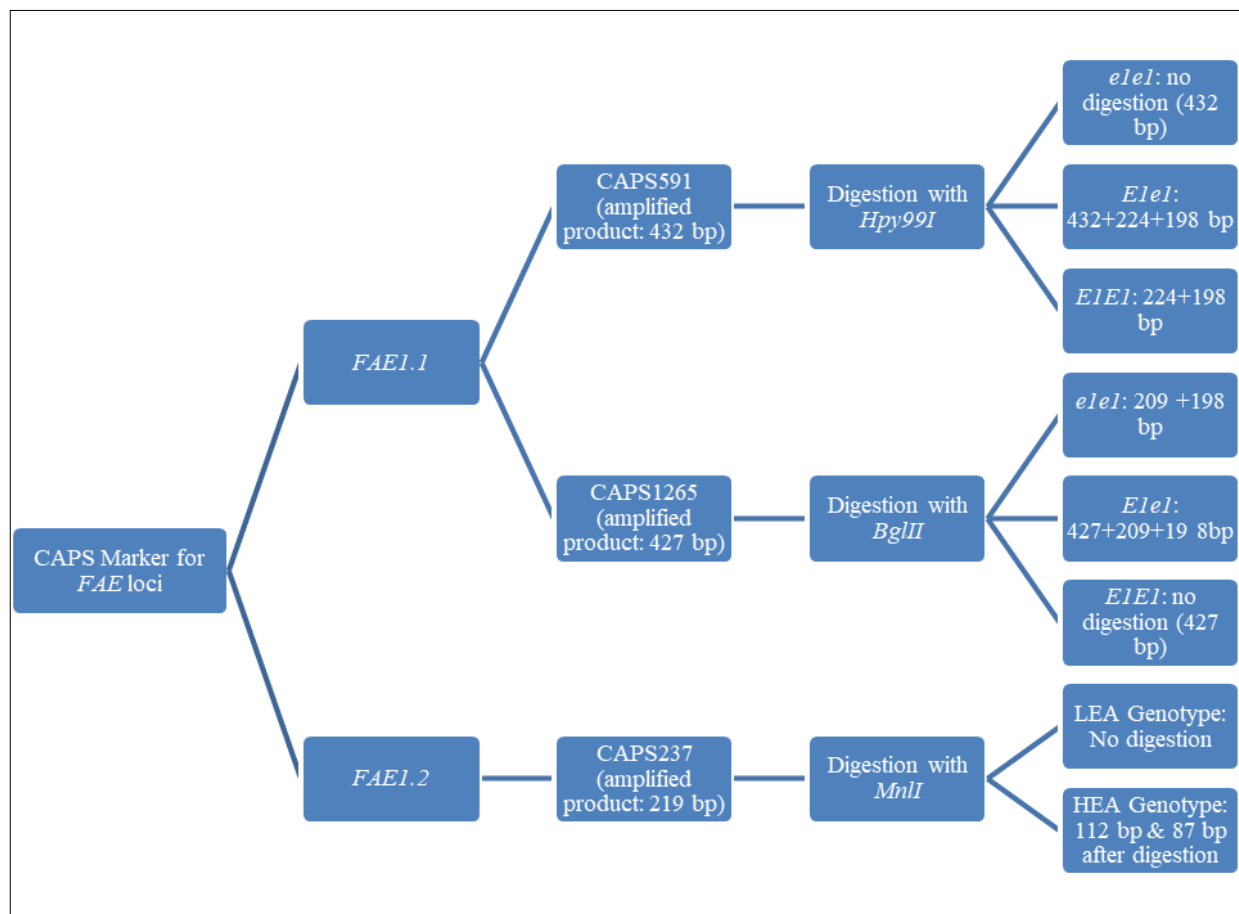 CAPS Marker for
FAE loci
FAE1.1
CAPS591
(amplified
product: 432 bp)
Digestion with
Hpy99I
e1e1: no
digestion (432
bp)
E1e1:
432+224+198 bp
E1E1: 224+198
bp
CAPS1265
(amplified
product: 427 bp)
Digestion with
BglII
e1e1: 209 +198
bp
E1e1:
427+209+19 8bp
E1E1: no
digestion (427
bp)
FAE1.2
CAPS237
(amplified
product: 219 bp)
Digestion with
MnlI
LEA Genotype:
No digestion
HEA Genotype:
112 bp & 87 bp
after digestion